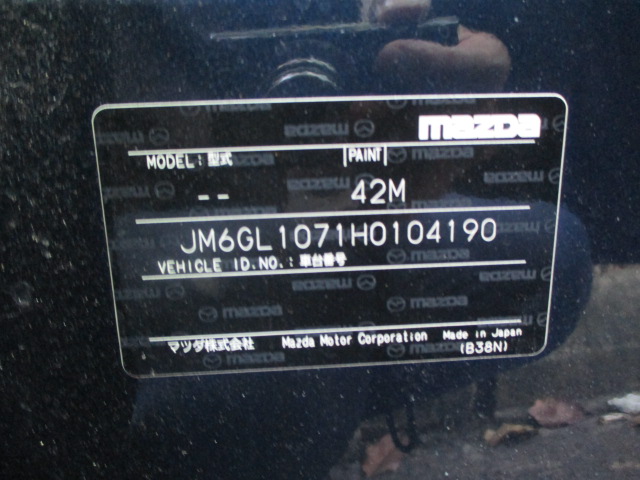 mazda
MODEL: 型式 PAINT
-- 42M
JM6GL1071H0104190
VEHICLE ID.NO.: 車台番号
マツダ株式会社 Mazda Motor Corporation Made in Japan
(B38N)